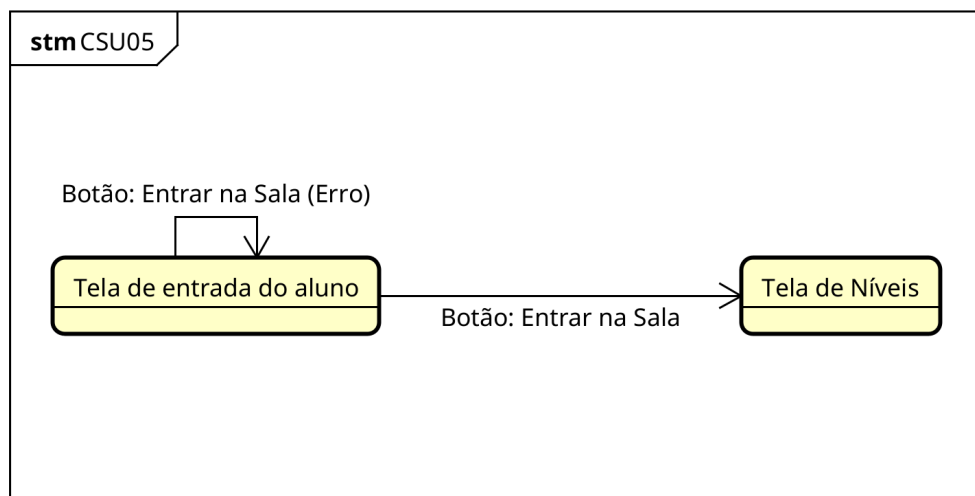 stm CSU05
Botão: Entrar na Sala (Erro)
Tela de entrada do aluno
Tela de Níveis
Botão: Entrar na Sala